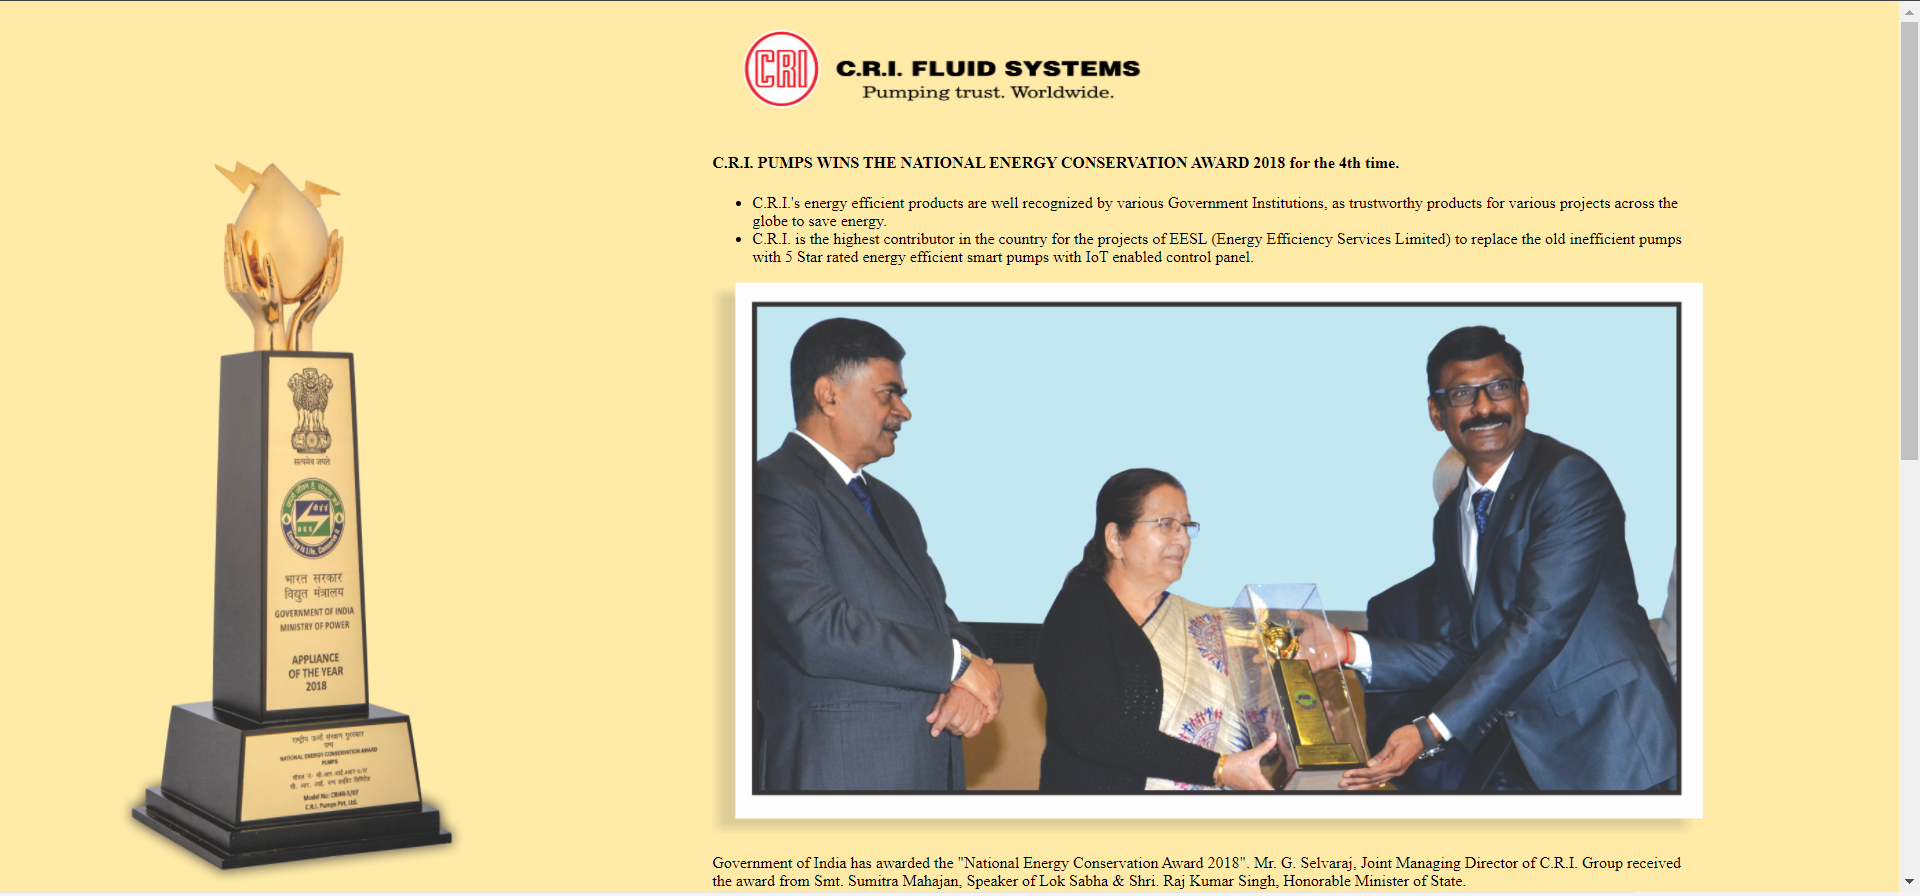 CRI
C.R.I. FLUID SYSTEMS
Pumping trust. Worldwide.
C.R.I. PUMPS WINS THE NATIONAL ENERGY CONSERVATION AWARD 2018 for the 4th time.
C.R.I.'s energy efficient products are well recognized by various Government Institutions, as trustworthy products for various projects across the
globe to save energy.
C.R.I. is the highest contributor in the country for the projects of EESL (Energy Efficiency Services Limited) to replace the old inefficient pumps
with 5 Star rated energy efficient smart pumps with IoT enabled control panel.
सत्यमेव जयते
भारत सरकार
विद्युत मंत्रालय
GOVERNMENT OF INDIA
MINISTRY OF POWER
APPLIANCE
OF THE YEAR
2018
राष्ट्रीय ऊर्जा संरक्षण पुरस्कार
पम्प
NATIONAL ENERGY CONSERVATION AWARD
PUMPS
C.R.I. Pumps Pvt. Ltd.
Government of India has awarded the "National Energy Conservation Award 2018". Mr. G. Selvaraj, Joint Managing Director of C.R.I. Group received
the award from Smt. Sumitra Mahajan, Speaker of Lok Sabha & Shri. Raj Kumar Singh, Honorable Minister of State.